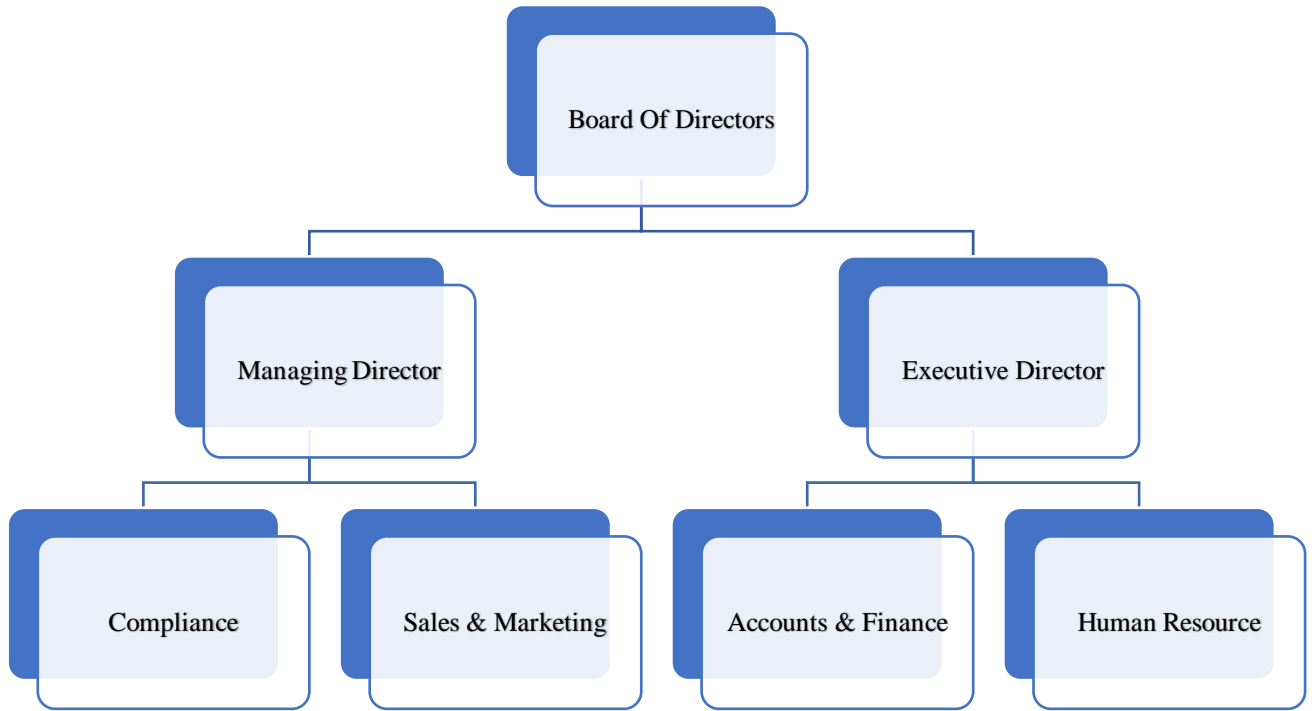 Board Of Directors
Managing Director
Executive Director
Compliance
Sales & Marketing
Accounts & Finance
Human Resource